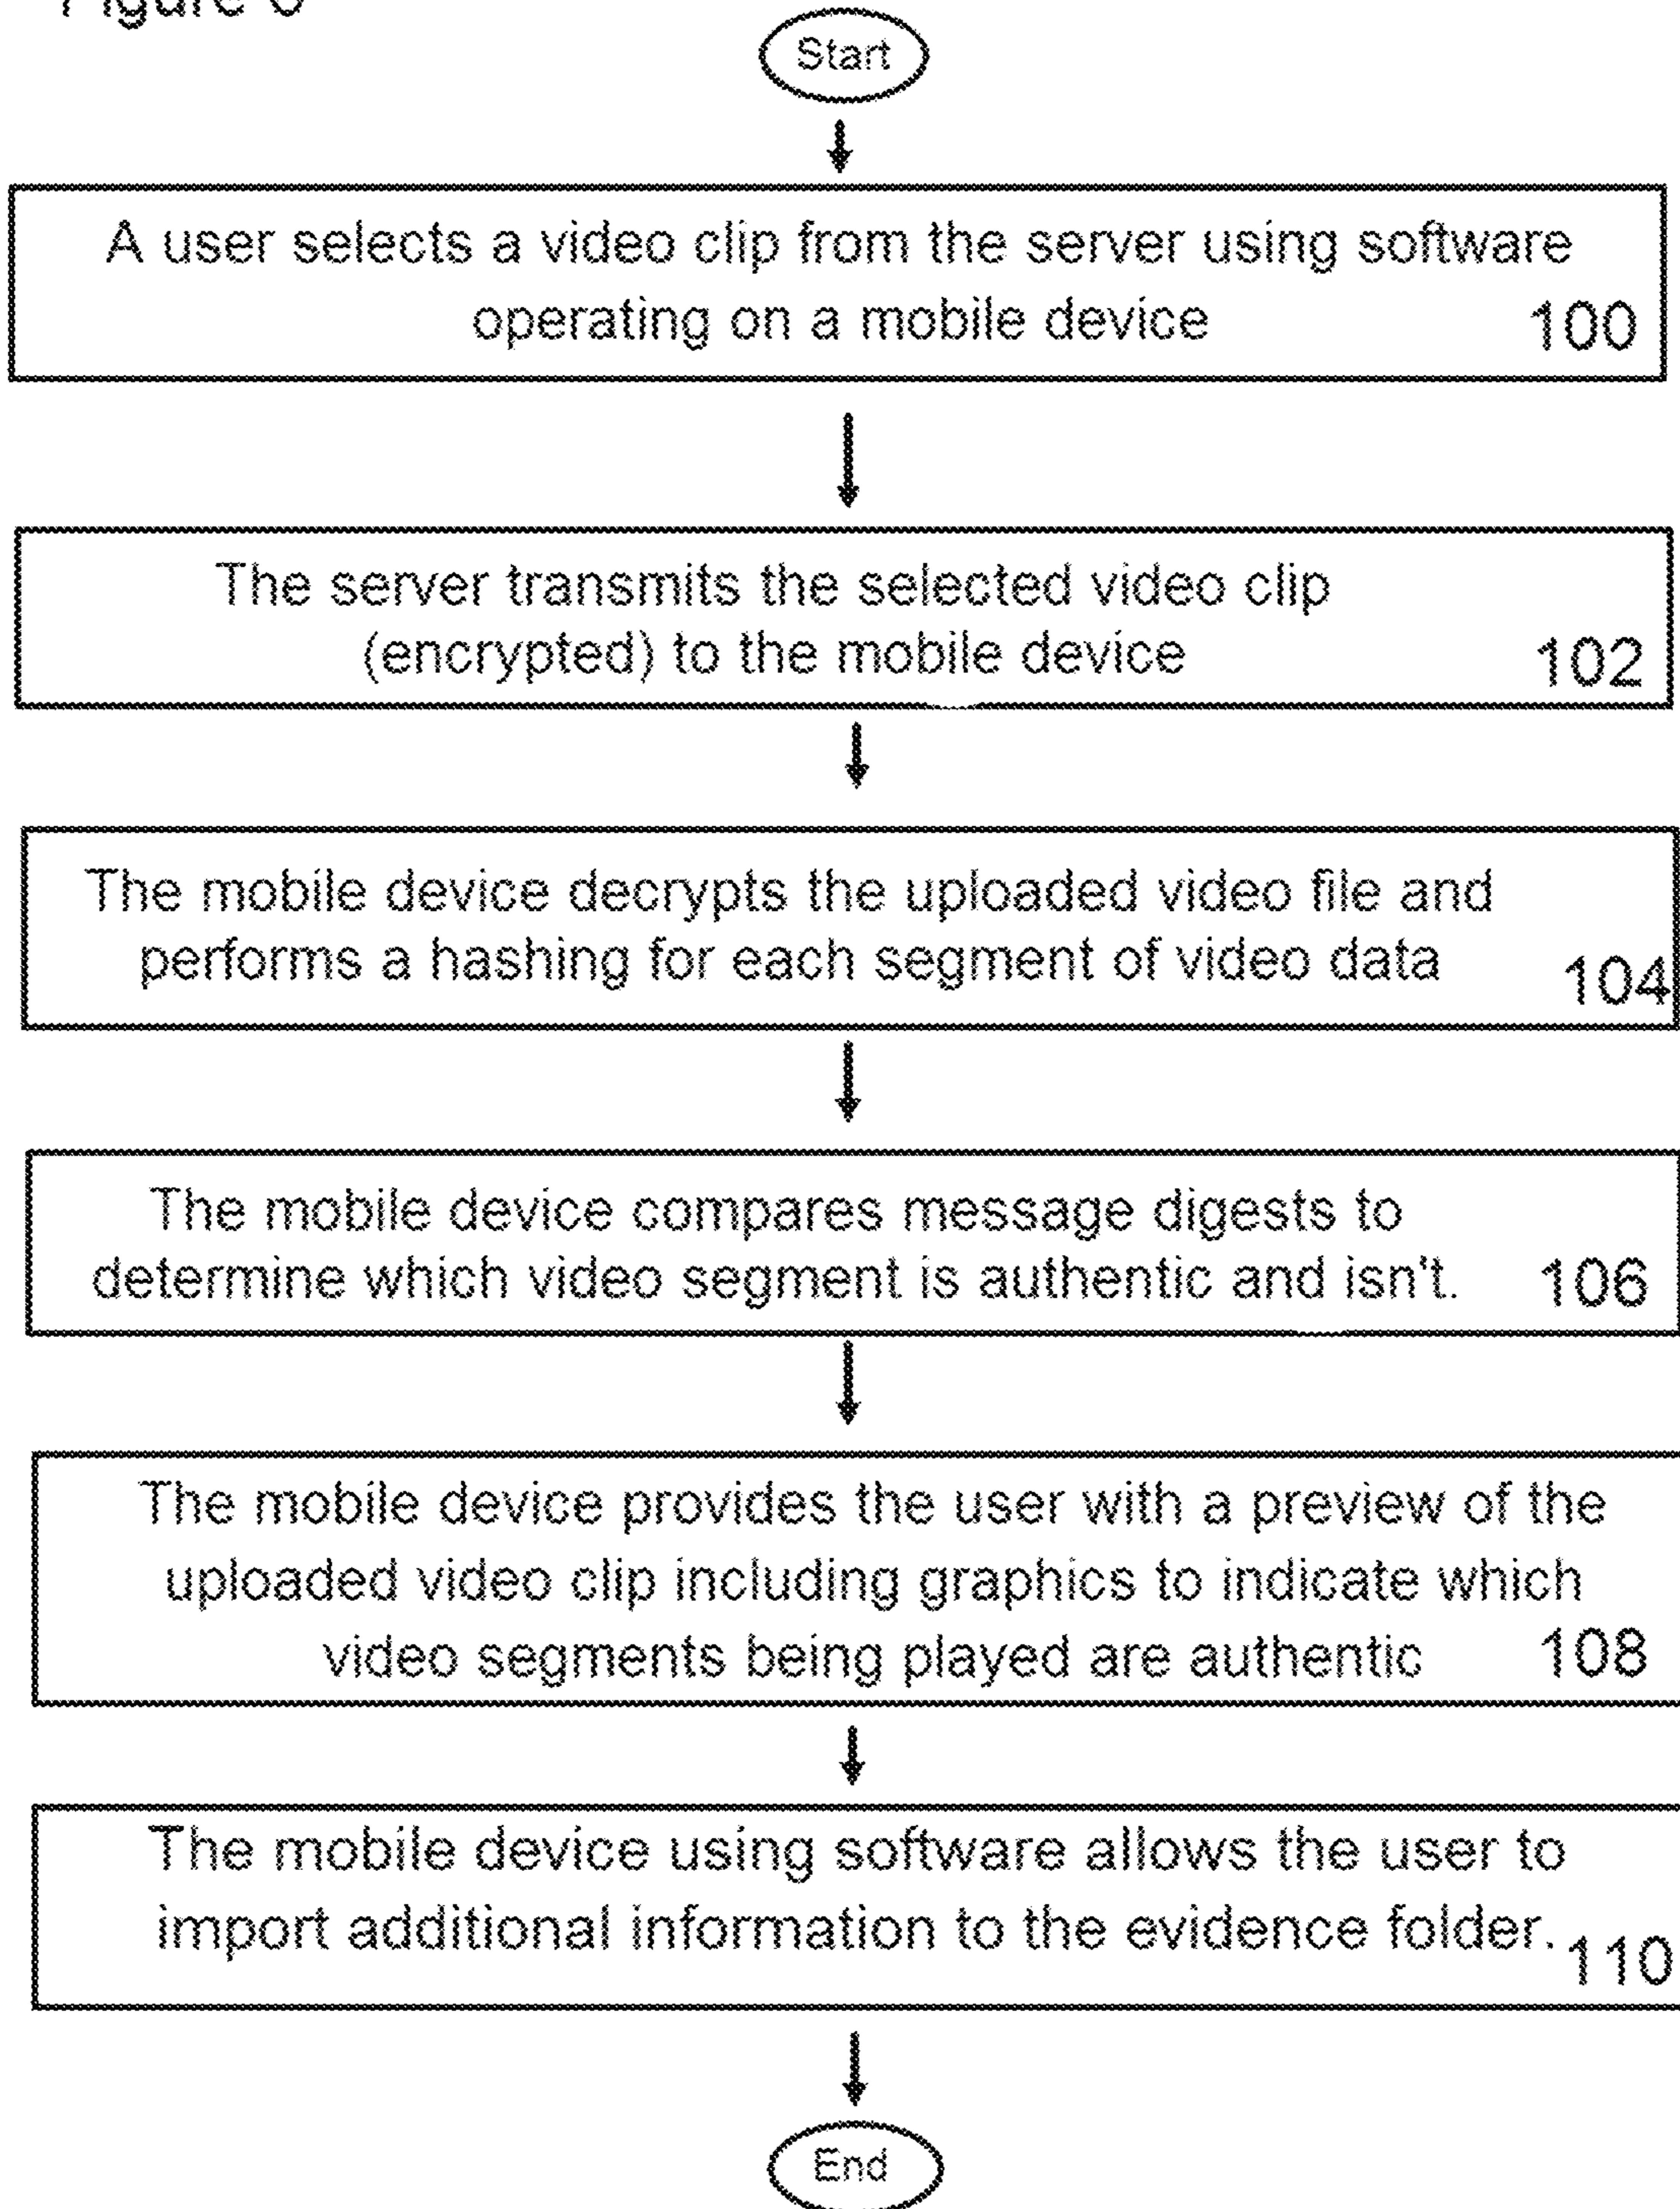 Figure
Start
A user selects a video clip from the server using software
operating on a mobile device
100
The server transmits the selected video clip
(encrypted) to the mobile device
102
The mobile device decrypts the uploaded video file and
performs a hashing for each segment of video data
104
The mobile device compares message digests to
determine which video segment is authentic and isn't.
106
The mobile device provides the user with a preview of the
uploaded video clip including graphics to indicate which
video segments being played are authentic
108
The mobile device using software allows the user to
import additional information to the evidence folder.
110
End